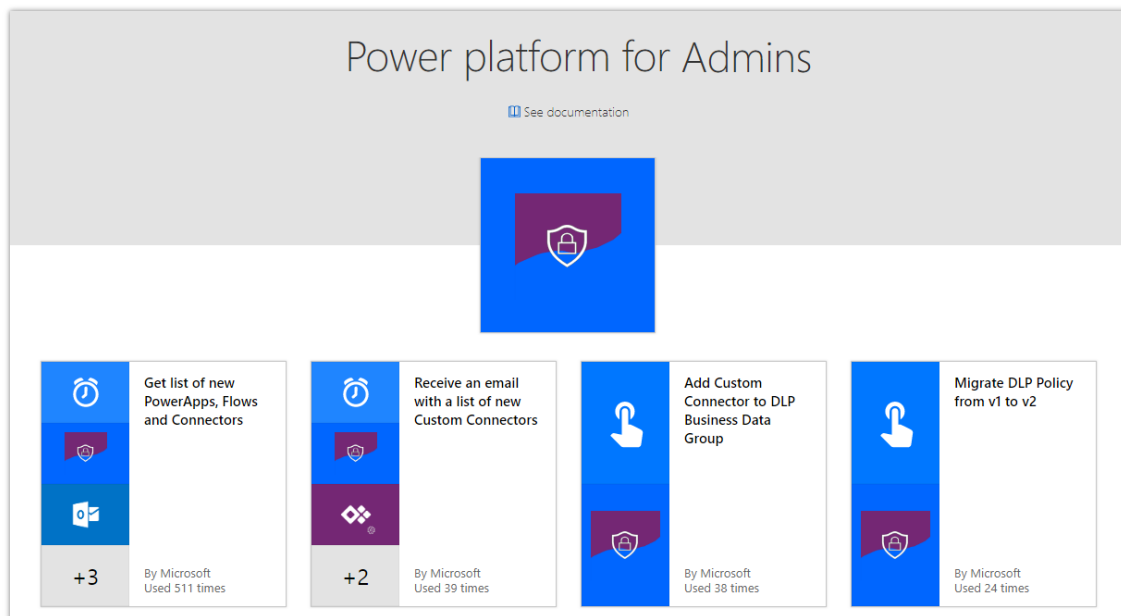 Power platform for Admins
See documentation
Get list of new
PowerApps, Flows
and Connectors
+3
By Microsoft
Used 511 times
Receive an email
with a list of new
Custom Connectors
+2
By Microsoft
Used 39 times
Add Custom
Connector to DLP
Business Data
Group
By Microsoft
Used 38 times
Migrate DLP Policy
from v1 to v2
By Microsoft
Used 24 times